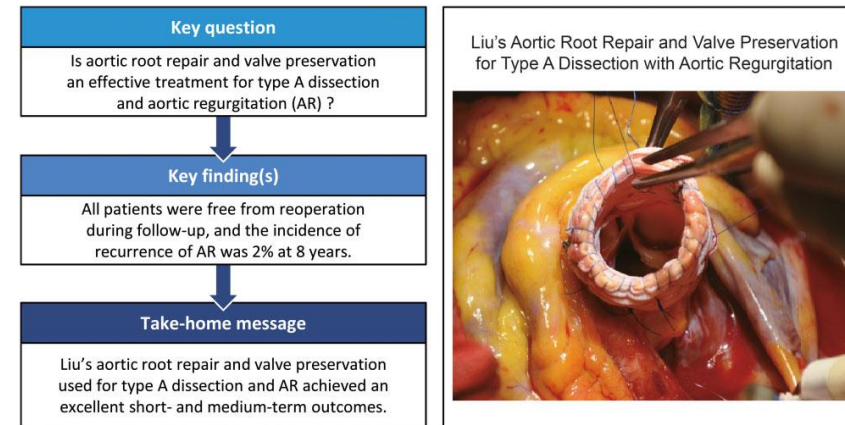 Key question
Is aortic root repair and valve preservation
an effective treatment for type A dissection
and aortic regurgitation (AR) ?
Key finding(s)
All patients were free from reoperation
during follow-up, and the incidence of
recurrence of AR was 2% at 8 years.
Take-home message
Liu’s aortic root repair and valve preservation
used for type A dissection and AR achieved an
excellent short- and medium-term outcomes.
Liu’s Aortic Root Repair and Valve Preservation
for Type A Dissection with Aortic Regurgitation